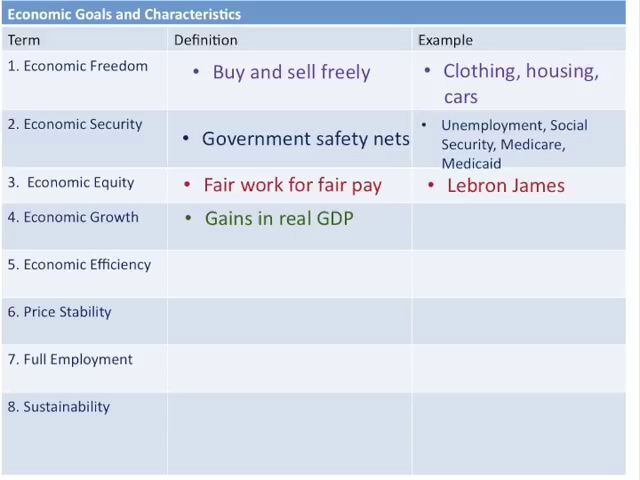 Economic Goals and Characteristics
Term Definition Example
1. Economic Freedom • Buy and sell freely • Clothing, housing,
cars
2. Economic Security • Government safety nets • Unemployment, Social
Security, Medicare,
Medicaid
3. Economic Equity • Fair work for fair pay • Lebron James
4. Economic Growth • Gains in real GDP
5. Economic Efficiency
6. Price Stability
7. Full Employment
8. Sustainability